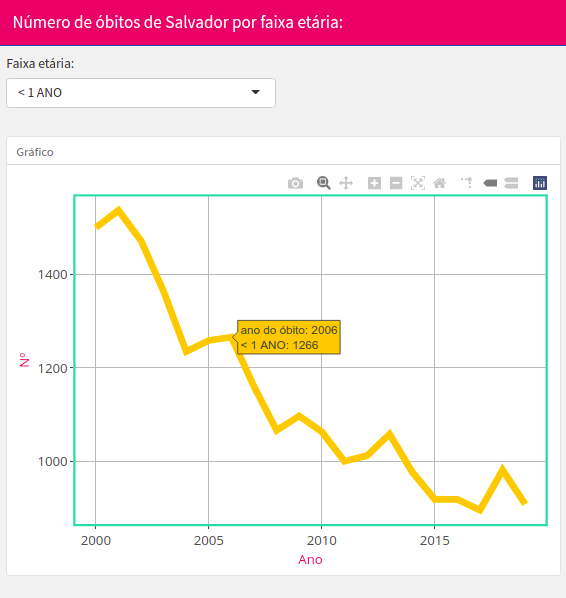 Número de óbitos de Salvador por faixa etária:
Faixa etária:
< 1 ANO
Gráfico
1400
1200
1000
Nº
ano do óbito: 2006
< 1 ANO: 1266
2000 2005 2010 2015
Ano